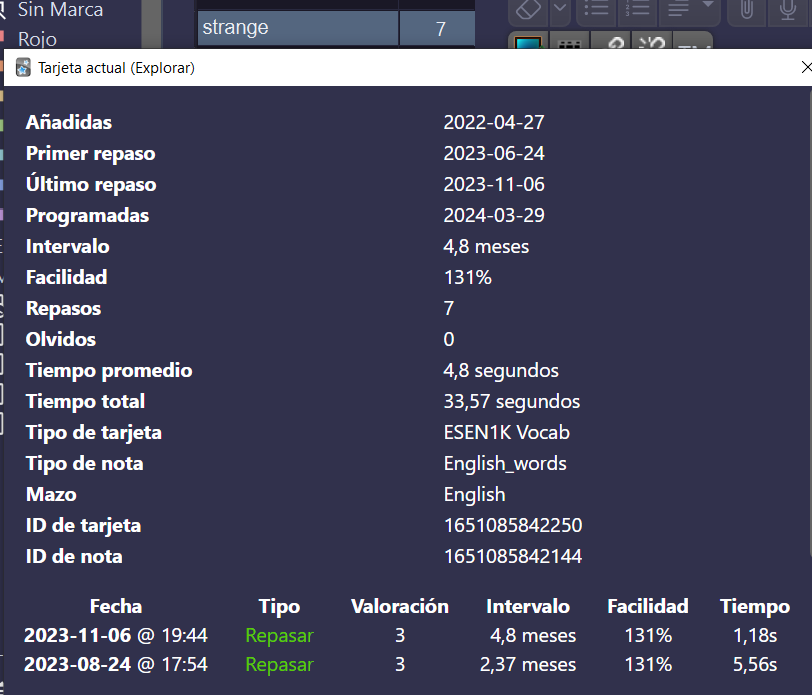 Sin Marca
Rojo
strange 7
Tarjeta actual (Explorar)
Añadidas 2022-04-27
Primer repaso 2023-06-24
Último repaso 2023-11-06
Programadas 2024-03-29
Intervalo 4,8 meses
Facilidad 131%
Repasos 7
Olvidos 0
Tiempo promedio 4,8 segundos
Tiempo total 33,57 segundos
Tipo de tarjeta ESEN1K Vocab
Tipo de nota English_words
Mazo English
ID de tarjeta 1651085842250
ID de nota 1651085842144
Fecha Tipo Valoración Intervalo Facilidad Tiempo
2023-11-06 @ 19:44 Repasar 3 4,8 meses 131% 1,18s
2023-08-24 @ 17:54 Repasar 3 2,37 meses 131% 5,56s